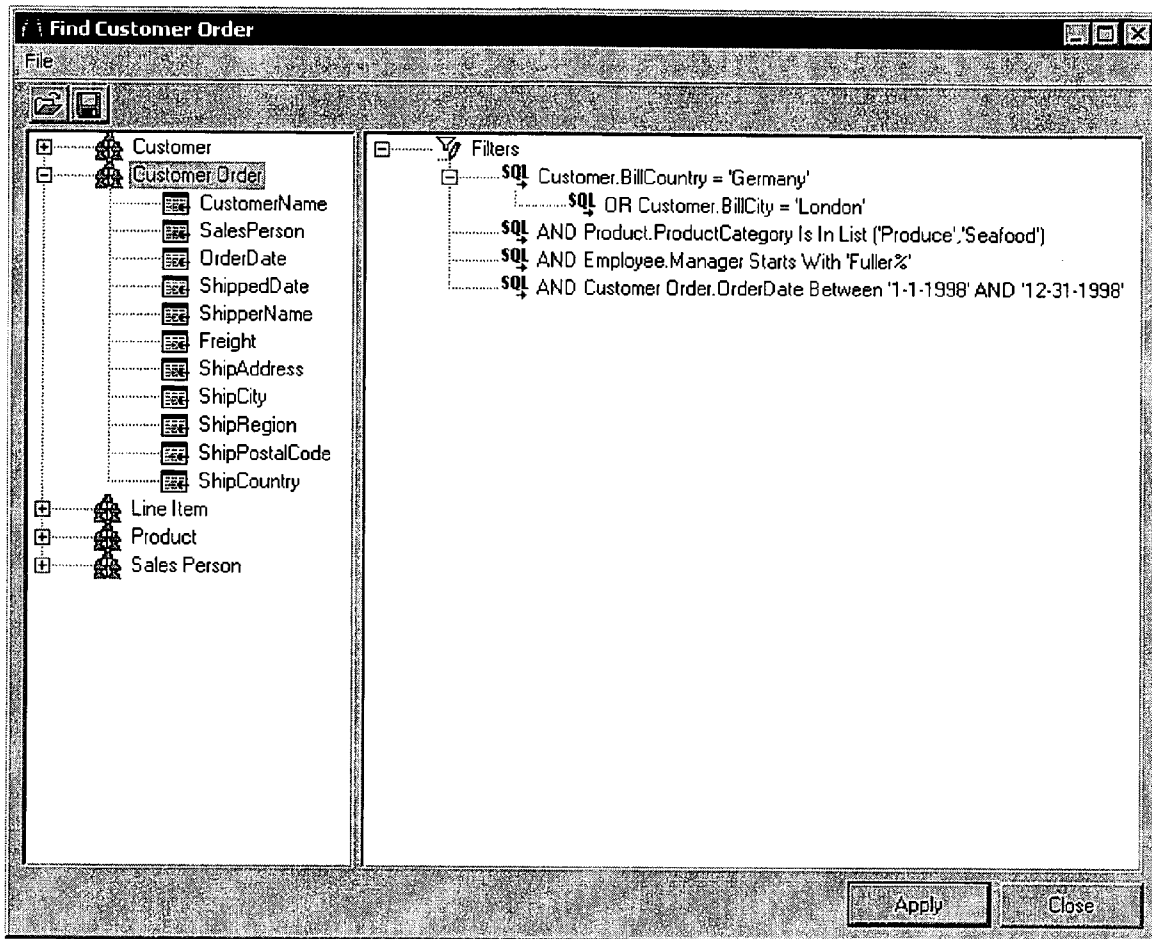 Find Customer Order
File
Customer
Customer Order
CustomerName
SalesPerson
OrderDate
ShippedDate
ShipperName
Freight
ShipAddress
ShipCity
ShipRegion
ShipPostalCode
ShipCountry
Line Item
Product
Sales Person
Filters
SQL Customer.BillCountry = 'Germany'
SQL OR Customer.BillCity = 'London'
SQL AND Product.ProductCategory Is In List ('Produce','Seafood')
SQL AND Employee.Manager Starts With 'Fuller%'
SQL AND Customer Order.OrderDate Between '1-1-1998' AND '12-31-1998'
Apply
Close